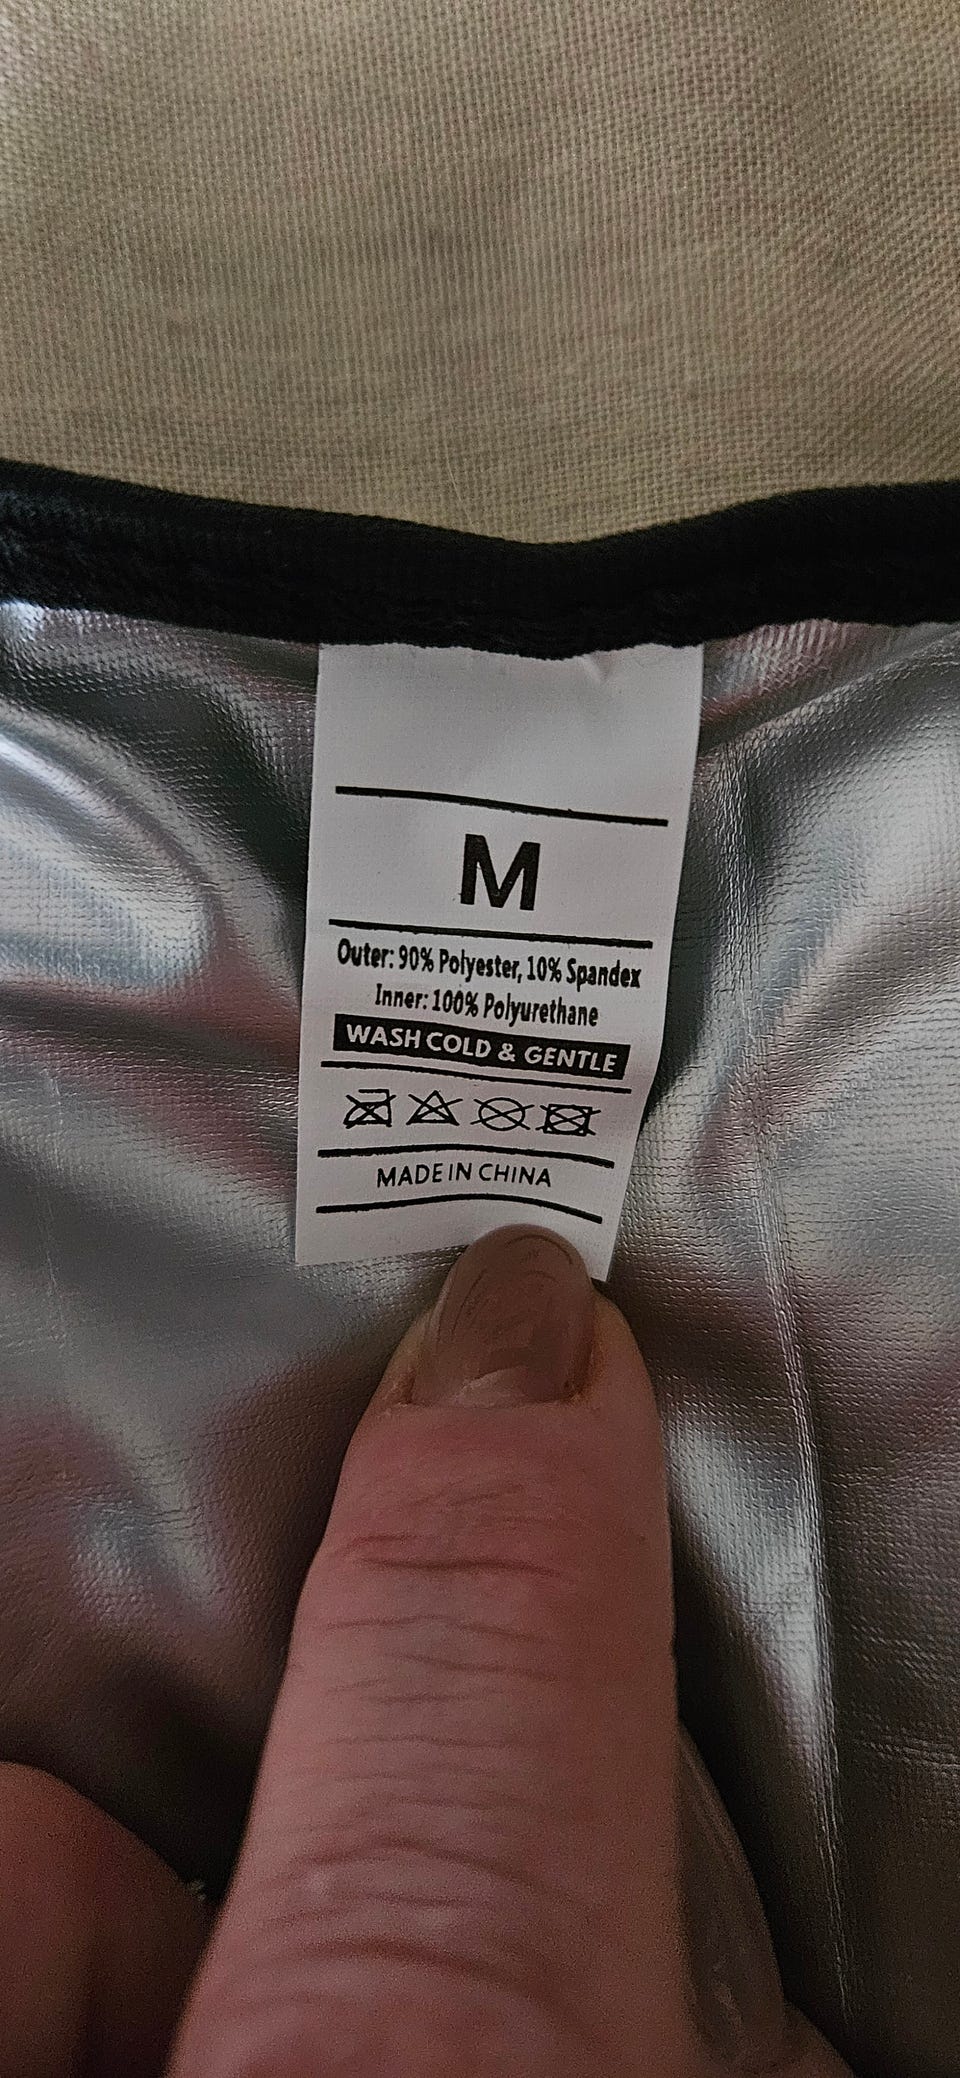 M
Outer: 90% Polyester, 10% Spandex
Inner: 100% Polyurethane
WASH COLD & GENTLE
MADE IN CHINA